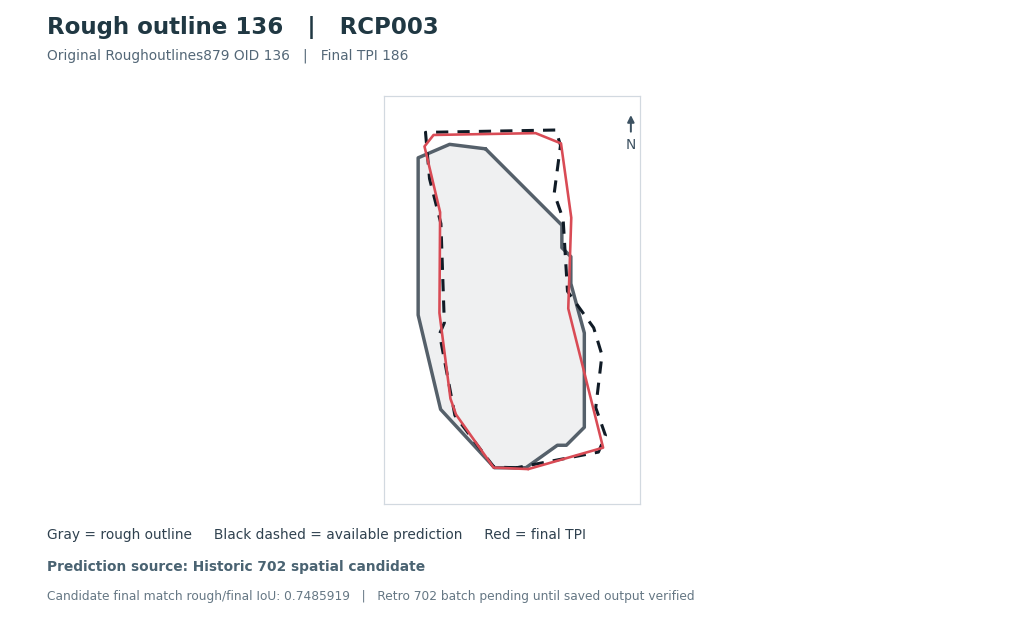 Rough outline 136   |   RCP003
Original Roughoutlines879 OID 136   |   Final TPI 186
N
Gray = rough outline     Black dashed = available prediction     Red = final TPI
Prediction source: Historic 702 spatial candidate
Candidate final match rough/final IoU: 0.7485919   |   Retro 702 batch pending until saved output verified